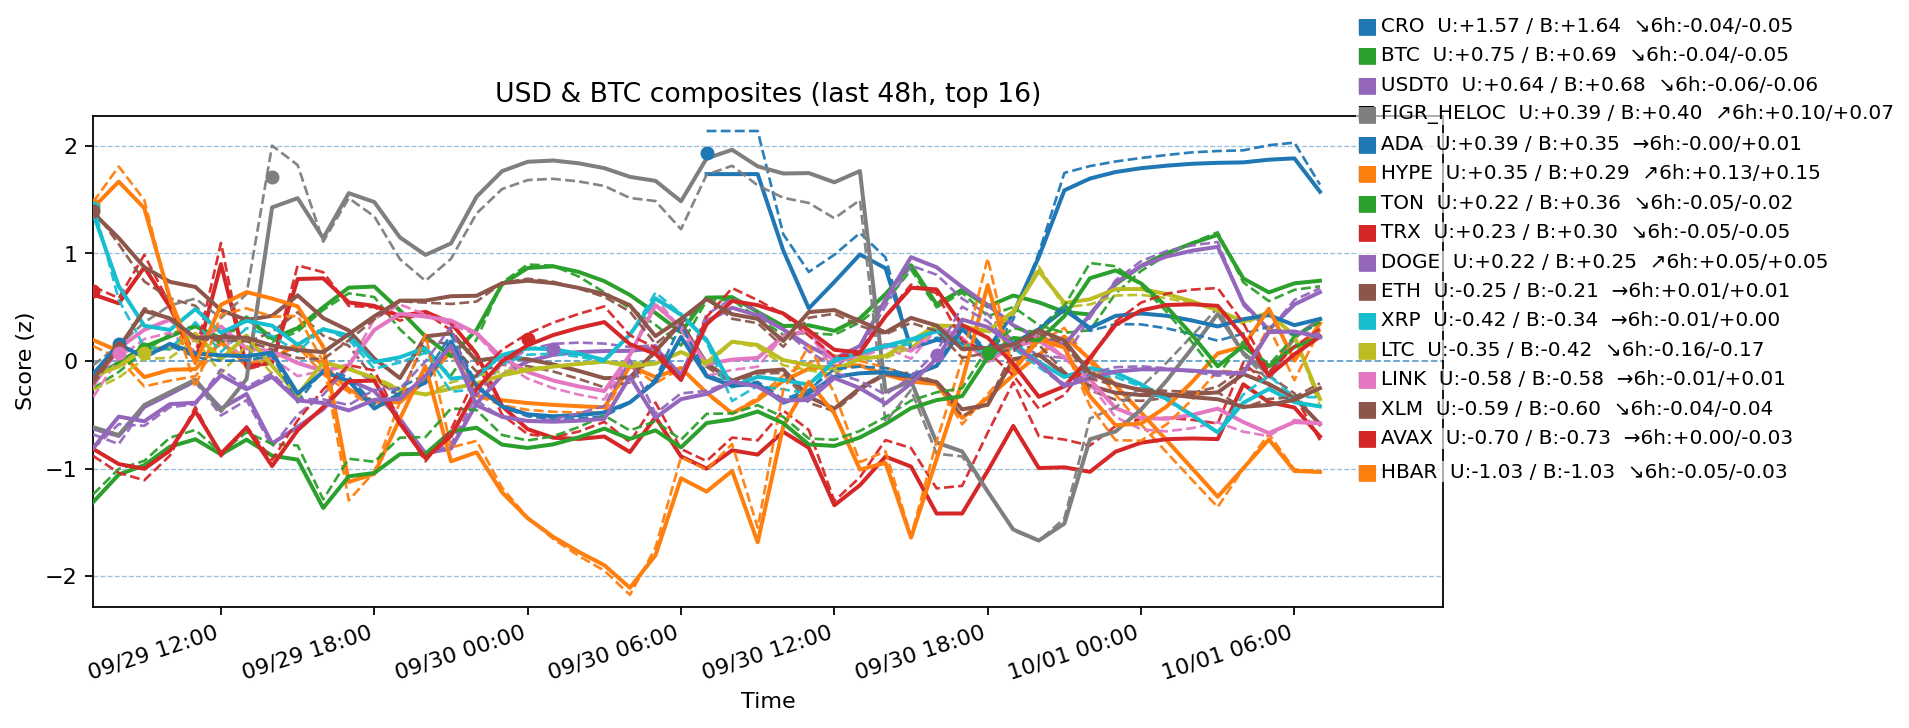 CRO U:+1.57 / B:+1.64 ↘6h:-0.04/-0.05
BTC U:+0.75 / B:+0.69 ↘6h:-0.04/-0.05
USDT0 U:+0.64 / B:+0.68 ↘6h:-0.06/-0.06
FIGR_HELOC U:+0.39 / B:+0.40 ↗6h:+0.10/+0.07
ADA U:+0.39 / B:+0.35 →6h:-0.00/+0.01
HYPE U:+0.35 / B:+0.29 ↗6h:+0.13/+0.15
TON U:+0.22 / B:+0.36 ↘6h:-0.05/-0.02
TRX U:+0.23 / B:+0.30 ↘6h:-0.05/-0.05
DOGE U:+0.22 / B:+0.25 ↗6h:+0.05/+0.05
ETH U:-0.25 / B:-0.21 →6h:+0.01/+0.01
XRP U:-0.42 / B:-0.34 →6h:-0.01/+0.00
LTC U:-0.35 / B:-0.42 ↘6h:-0.16/-0.17
LINK U:-0.58 / B:-0.58 →6h:-0.01/+0.01
XLM U:-0.59 / B:-0.60 ↘6h:-0.04/-0.04
AVAX U:-0.70 / B:-0.73 →6h:+0.00/-0.03
HBAR U:-1.03 / B:-1.03 ↘6h:-0.05/-0.03
USD & BTC composites (last 48h, top 16)
Score (z)
2
1
0
−1
−2
09/29 12:00
09/29 18:00
09/30 00:00
09/30 06:00
09/30 12:00
09/30 18:00
10/01 00:00
10/01 06:00
Time